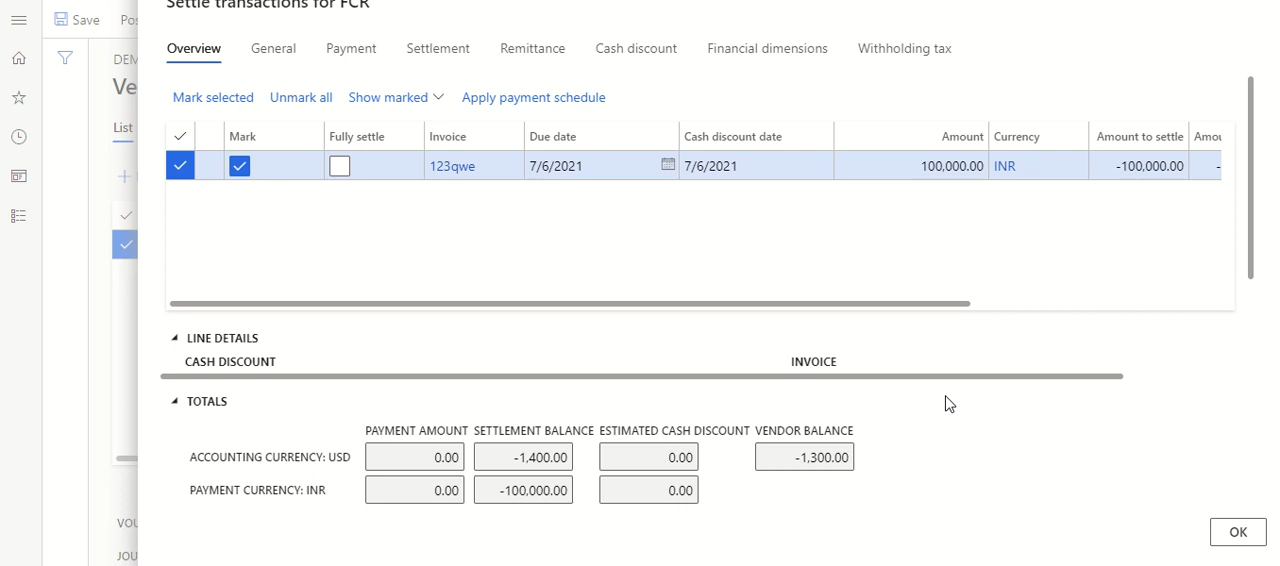 Settle transactions for FCR
Save Pos
Overview General Payment Settlement Remittance Cash discount Financial dimensions Withholding tax
DEM
Ve
Mark selected Unmark all Show marked Apply payment schedule
List
Mark Fully settle Invoice Due date Cash discount date Amount Currency Amount to settle Amou
123qwe 7/6/2021 7/6/2021 100,000.00 INR -100,000.00 -
LINE DETAILS
CASH DISCOUNT INVOICE
TOTALS
PAYMENT AMOUNT SETTLEMENT BALANCE ESTIMATED CASH DISCOUNT VENDOR BALANCE
ACCOUNTING CURRENCY: USD 0.00 -1,400.00 0.00 -1,300.00
PAYMENT CURRENCY: INR 0.00 -100,000.00 0.00
VOU
OK
JOU